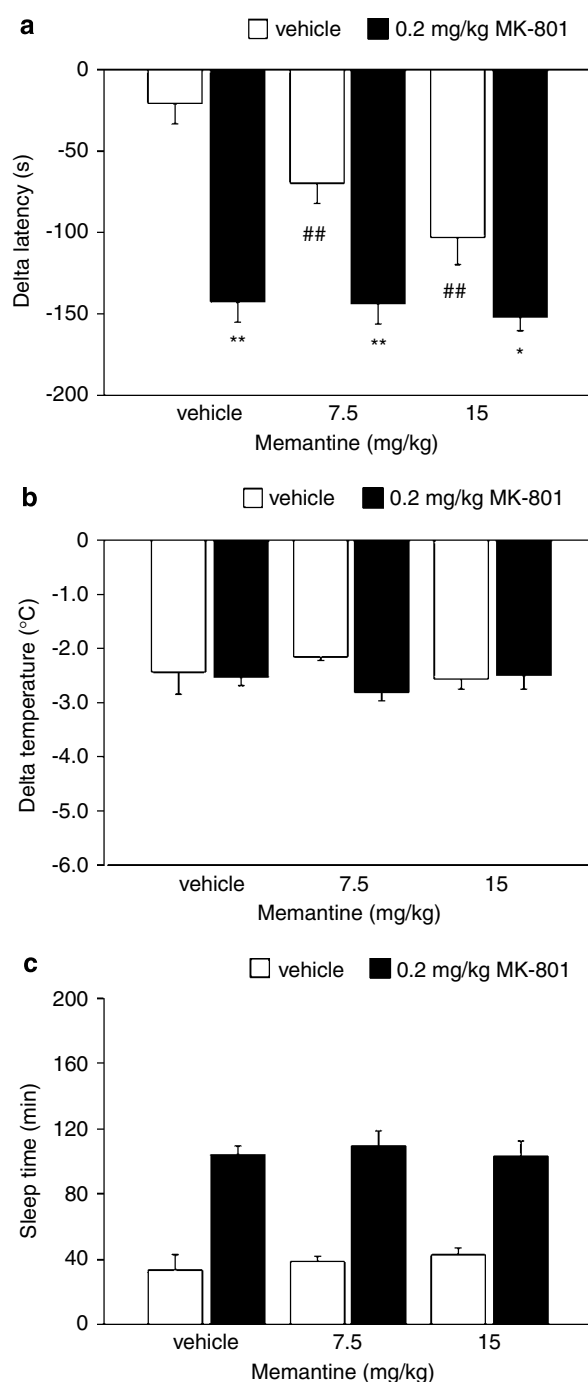 a
vehicle 0.2 mg/kg MK-801
0
-50
-100
-150
-200
Delta latency (s)
##
##
**
**
*
vehicle 7.5 15
Memantine (mg/kg)
b
vehicle 0.2 mg/kg MK-801
0
-1.0
-2.0
-3.0
-4.0
-5.0
-6.0
Delta temperature (°C)
vehicle 7.5 15
Memantine (mg/kg)
c
vehicle 0.2 mg/kg MK-801
200
160
120
80
40
0
Sleep time (min)
vehicle 7.5 15
Memantine (mg/kg)